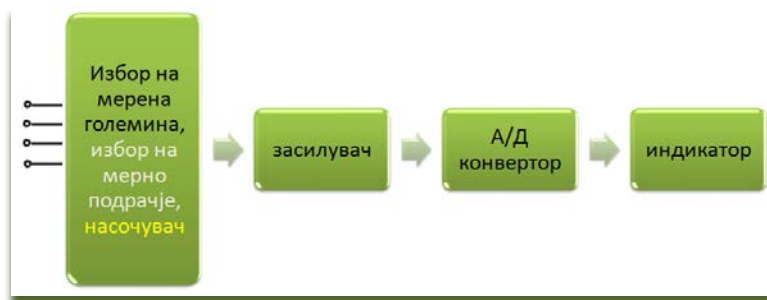 Избор на
мерена
големина,
избор на
мерно
подрачје,
насочувач
засилувач
А/Д
конвертор
индикатор